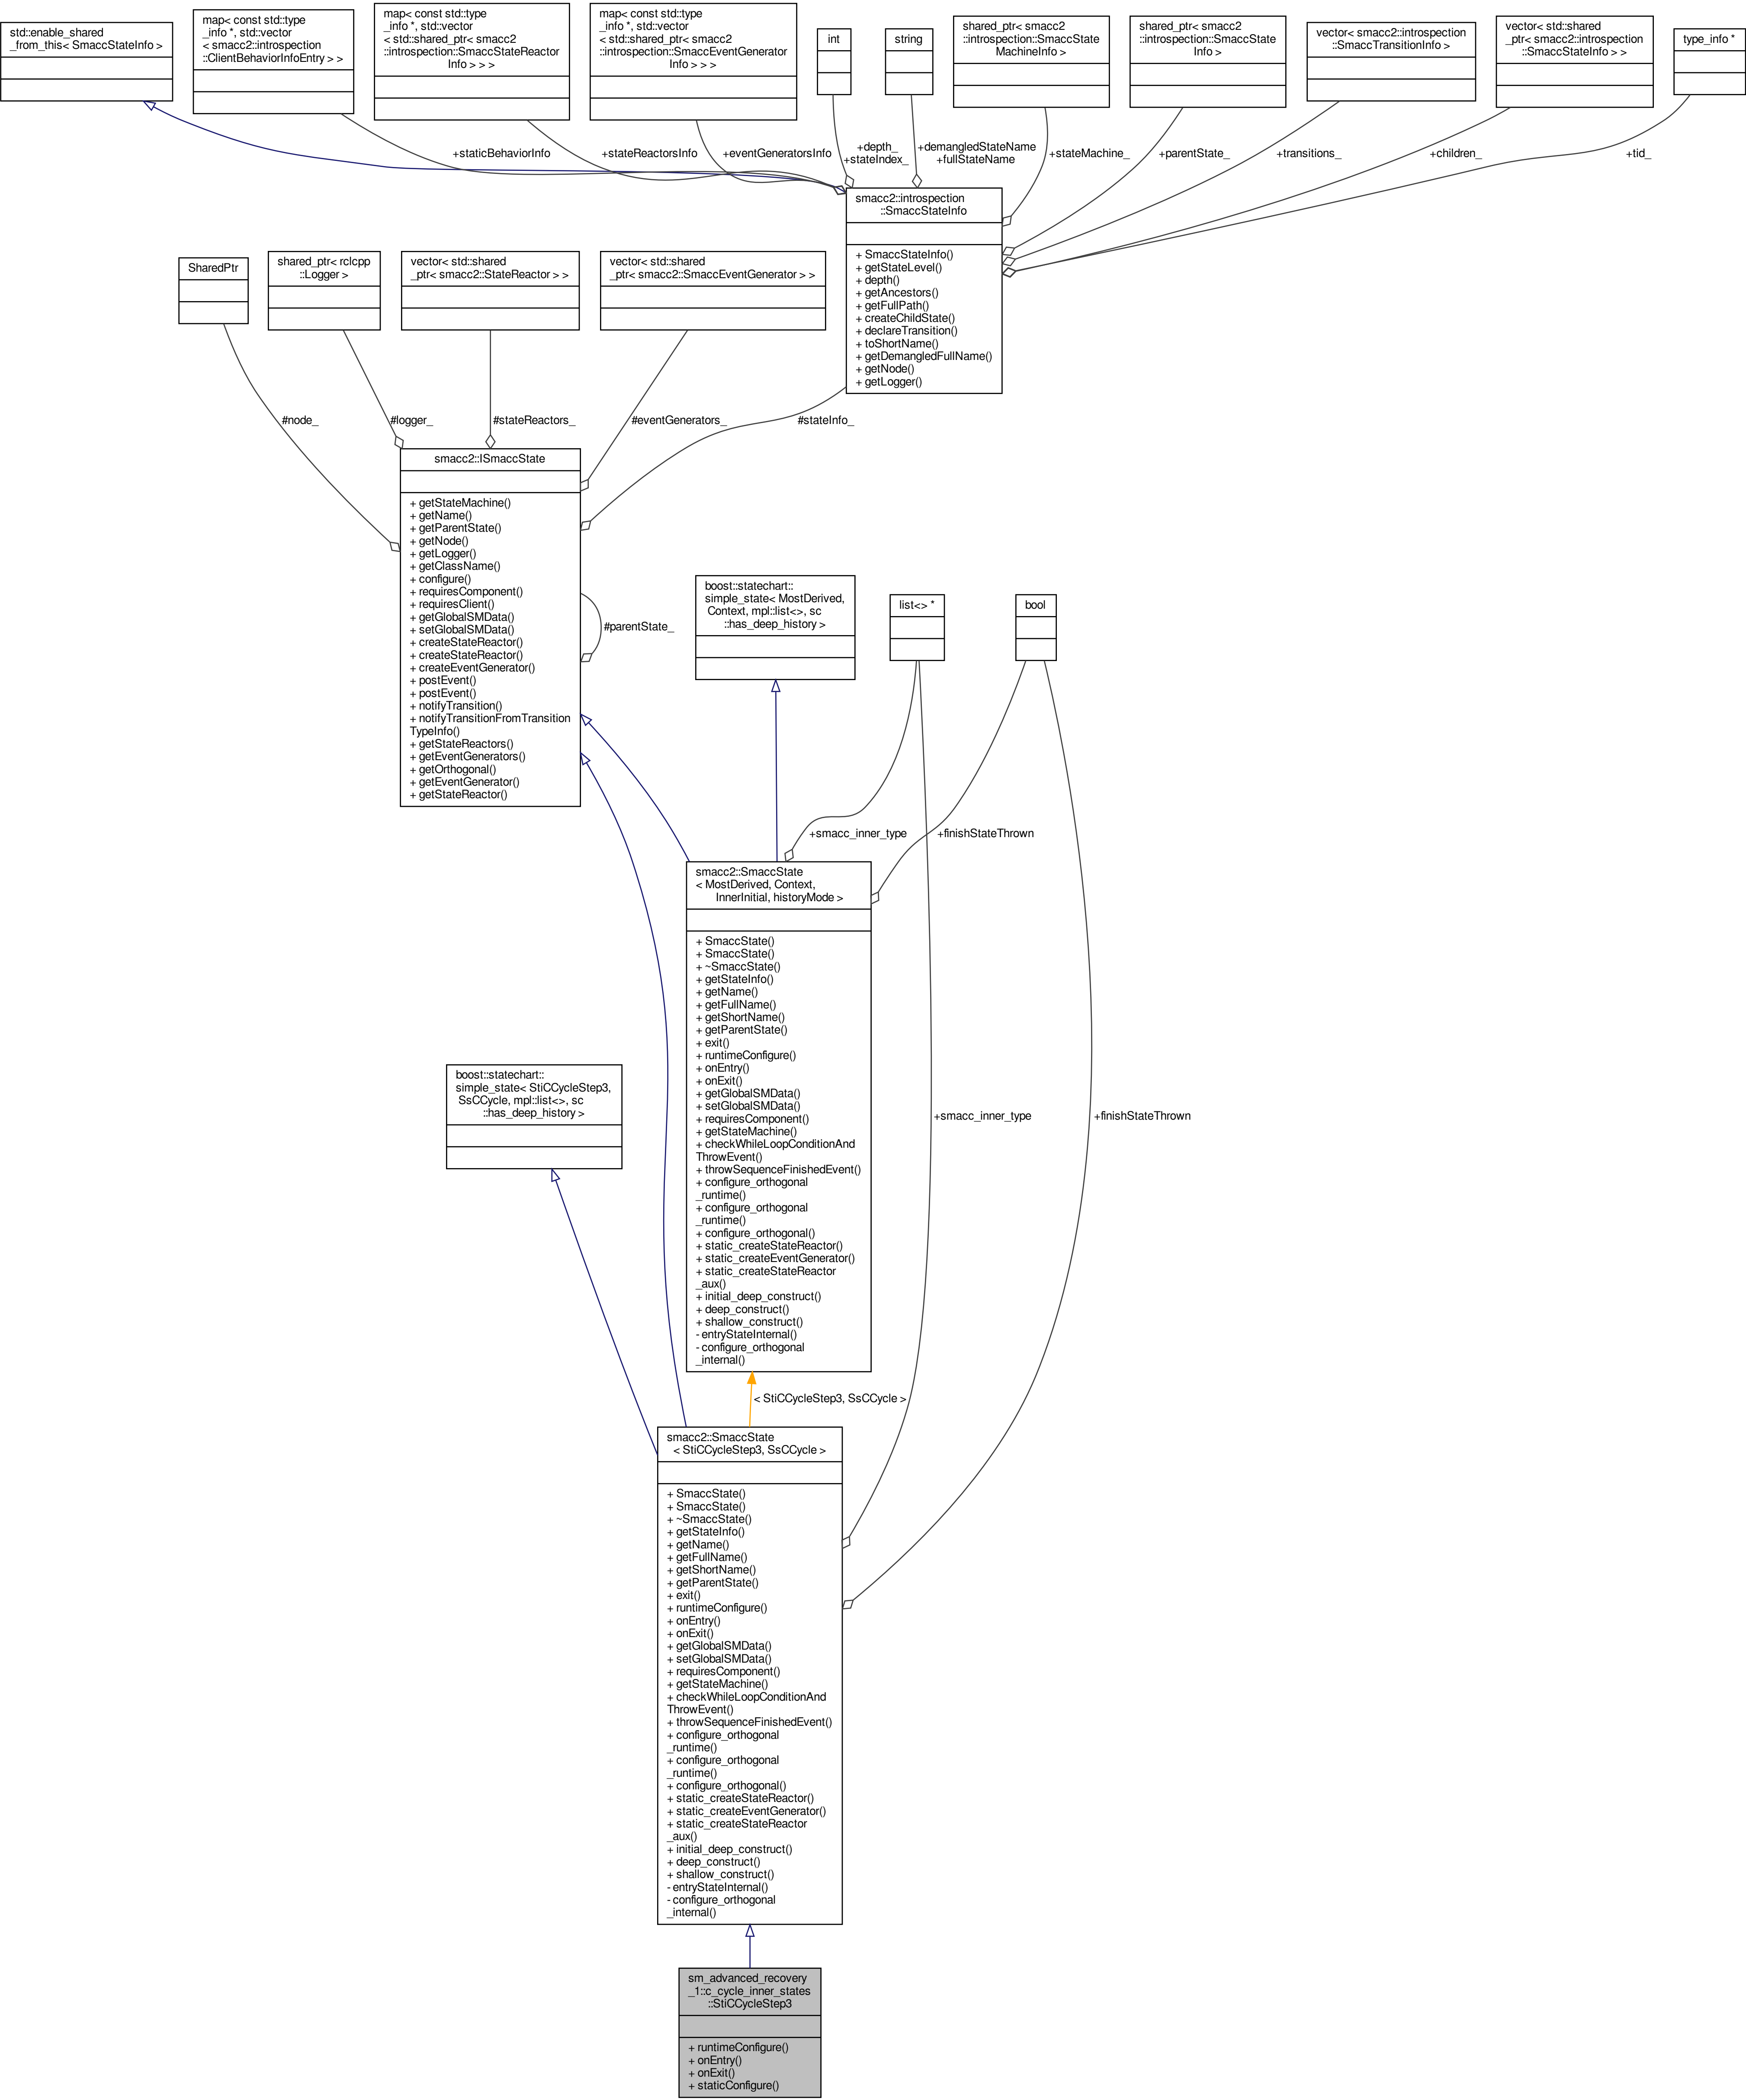 std::enable_shared
_from_this< SmaccStateInfo >
map< const std::type
_info *, std::vector
< smacc2::introspection
::ClientBehaviorInfoEntry > >
map< const std::type
_info *, std::vector
< std::shared_ptr< smacc2
::introspection::SmaccStateReactor
Info > > >
map< const std::type
_info *, std::vector
< std::shared_ptr< smacc2
::introspection::SmaccEventGenerator
Info > > >
int
string
shared_ptr< smacc2
::introspection::SmaccState
MachineInfo >
shared_ptr< smacc2
::introspection::SmaccState
Info >
vector< smacc2::introspection
::SmaccTransitionInfo >
vector< std::shared
_ptr< smacc2::introspection
::SmaccStateInfo > >
type_info *
+staticBehaviorInfo
+stateReactorsInfo
+eventGeneratorsInfo
+depth_
+stateIndex_
+demangledStateName
+fullStateName
+stateMachine_
+parentState_
+transitions_
+children_
+tid_
smacc2::introspection
::SmaccStateInfo
+ SmaccStateInfo()
+ getStateLevel()
+ depth()
+ getAncestors()
+ getFullPath()
+ createChildState()
+ declareTransition()
+ toShortName()
+ getDemangledFullName()
+ getNode()
+ getLogger()
SharedPtr
shared_ptr< rclcpp
::Logger >
vector< std::shared
_ptr< smacc2::StateReactor > >
vector< std::shared
_ptr< smacc2::SmaccEventGenerator > >
#node_
#logger_
#stateReactors_
#eventGenerators_
#stateInfo_
smacc2::ISmaccState
+ getStateMachine()
+ getName()
+ getParentState()
+ getNode()
+ getLogger()
+ getClassName()
+ configure()
+ requiresComponent()
+ requiresClient()
+ getGlobalSMData()
+ setGlobalSMData()
+ createStateReactor()
+ createStateReactor()
+ createEventGenerator()
+ postEvent()
+ postEvent()
+ notifyTransition()
+ notifyTransitionFromTransition
TypeInfo()
+ getStateReactors()
+ getEventGenerators()
+ getOrthogonal()
+ getEventGenerator()
+ getStateReactor()
#parentState_
boost::statechart::
simple_state< MostDerived,
Context, mpl::list<>, sc
::has_deep_history >
list<> *
bool
+smacc_inner_type
+finishStateThrown
smacc2::SmaccState
< MostDerived, Context,
InnerInitial, historyMode >
+ SmaccState()
+ SmaccState()
+ ~SmaccState()
+ getStateInfo()
+ getName()
+ getFullName()
+ getShortName()
+ getParentState()
+ exit()
+ runtimeConfigure()
+ onEntry()
+ onExit()
+ getGlobalSMData()
+ setGlobalSMData()
+ requiresComponent()
+ getStateMachine()
+ checkWhileLoopConditionAnd
ThrowEvent()
+ throwSequenceFinishedEvent()
+ configure_orthogonal
_runtime()
+ configure_orthogonal
_runtime()
+ configure_orthogonal()
+ static_createStateReactor()
+ static_createEventGenerator()
+ static_createStateReactor
_aux()
+ initial_deep_construct()
+ deep_construct()
+ shallow_construct()
- entryStateInternal()
- configure_orthogonal
_internal()
boost::statechart::
simple_state< StiCCycleStep3,
SsCCycle, mpl::list<>, sc
::has_deep_history >
+smacc_inner_type
+finishStateThrown
< StiCCycleStep3, SsCCycle >
smacc2::SmaccState
< StiCCycleStep3, SsCCycle >
+ SmaccState()
+ SmaccState()
+ ~SmaccState()
+ getStateInfo()
+ getName()
+ getFullName()
+ getShortName()
+ getParentState()
+ exit()
+ runtimeConfigure()
+ onEntry()
+ onExit()
+ getGlobalSMData()
+ setGlobalSMData()
+ requiresComponent()
+ getStateMachine()
+ checkWhileLoopConditionAnd
ThrowEvent()
+ throwSequenceFinishedEvent()
+ configure_orthogonal
_runtime()
+ configure_orthogonal
_runtime()
+ configure_orthogonal()
+ static_createStateReactor()
+ static_createEventGenerator()
+ static_createStateReactor
_aux()
+ initial_deep_construct()
+ deep_construct()
+ shallow_construct()
- entryStateInternal()
- configure_orthogonal
_internal()
sm_advanced_recovery
_1::c_cycle_inner_states
::StiCCycleStep3
+ runtimeConfigure()
+ onEntry()
+ onExit()
+ staticConfigure()